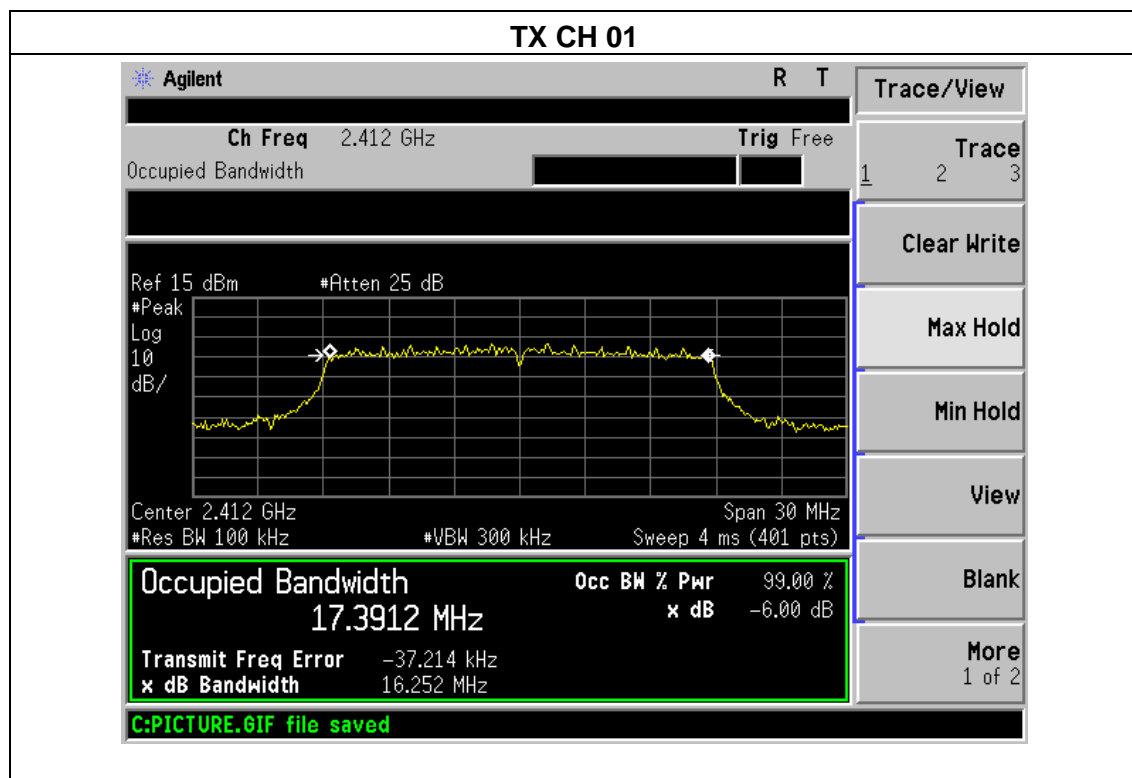 TX CH 01
Agilent R T
Trace/View
Ch Freq 2.412 GHz Trig Free
Occupied Bandwidth
Trace
1 2 3
Clear Write
Ref 15 dBm #Atten 25 dB
#Peak
Log
10
dB/
Max Hold
Min Hold
View
Center 2.412 GHz Span 30 MHz
#Res BW 100 kHz #VBW 300 kHz Sweep 4 ms (401 pts)
Occupied Bandwidth Occ BW % Pwr 99.00 %
17.3912 MHz x dB -6.00 dB
Blank
Transmit Freq Error -37.214 kHz
x dB Bandwidth 16.252 MHz
More
1 of 2
C:PICTURE.GIF file saved